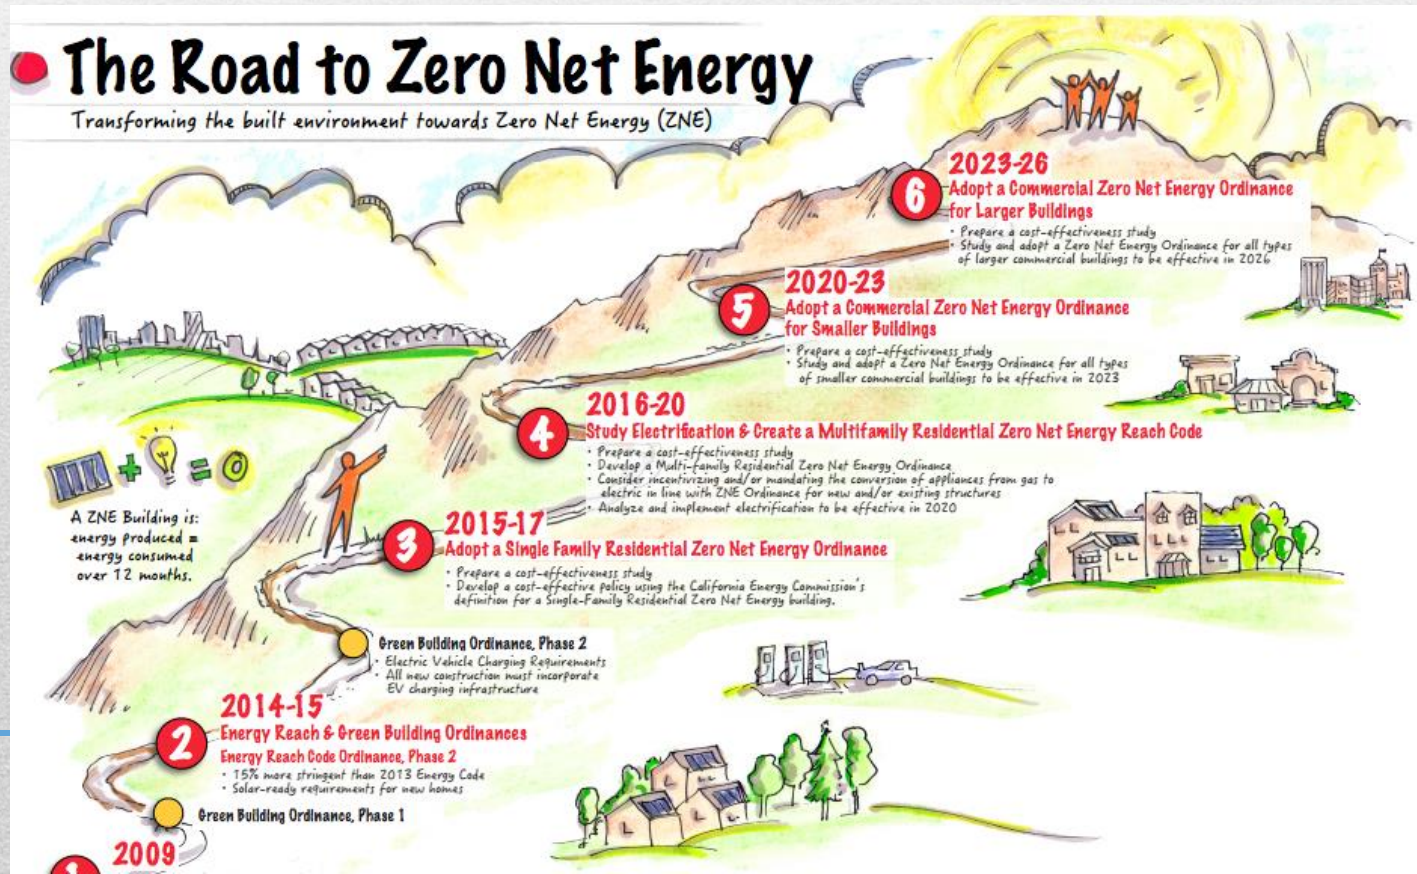 The Road to Zero Net Energy
Transforming the built environment towards Zero Net Energy (ZNE)
6
2023-26
Adopt a Commercial Zero Net Energy Ordinance
for Larger Buildings
• Prepare a cost-effectiveness study
• Study and adopt a Zero Net Energy Ordinance for all types
of larger commercial buildings to be effective in 2026
5
2020-23
Adopt a Commercial Zero Net Energy Ordinance
for Smaller Buildings
• Prepare a cost-effectiveness study
• Study and adopt a Zero Net Energy Ordinance for all types
of smaller commercial buildings to be effective in 2023
4
2016-20
Study Electrification & Create a Multifamily Residential Zero Net Energy Reach Code
• Prepare a cost-effectiveness study
• Develop a Multi-family Residential Zero Net Energy Ordinance
• Consider incentivizing and/or mandating the conversion of appliances from gas to
electric in line with ZNE Ordinance for new and/or existing structures
• Analyze and implement electrification to be effective in 2020
+ = 0
A ZNE Building is:
energy produced =
energy consumed
over 12 months.
3
2015-17
Adopt a Single Family Residential Zero Net Energy Ordinance
• Prepare a cost-effectiveness study
• Develop a cost-effective policy using the California Energy Commission's
definition for a Single-Family Residential Zero Net Energy building.
Green Building Ordinance, Phase 2
• Electric Vehicle Charging Requirements
• All new construction must incorporate
EV charging infrastructure
2
2014-15
Energy Reach & Green Building Ordinances
Energy Reach Code Ordinance, Phase 2
• 15% more stringent than 2013 Energy Code
• Solar-ready requirements for new homes
Green Building Ordinance, Phase 1
1
2009